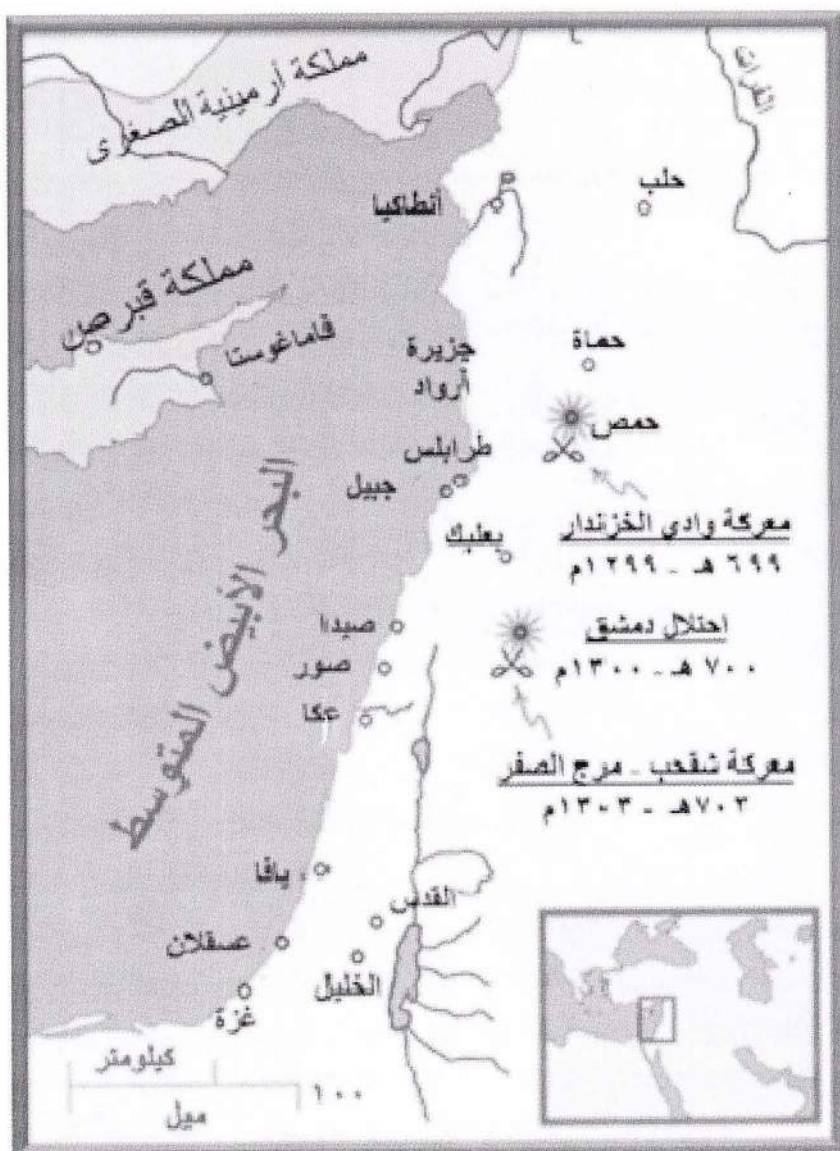 مملكة أرمينية الصغرى
الفرات
حلب
أنطاكيا
مملكة قبرص
فاماغوستا
جزيرة
أرواد
حماة
حمص
طرابلس
جبيل
البحر الأبيض المتوسط
معركة وادي الخزندار
٦٩٩ هـ - ١٢٩٩م
بعلبك
صيدا
احتلال دمشق
٧٠٠ هـ - ١٣٠٠م
صور
عكا
معركة شقحب - مرج الصفر
٧٠٢هـ - ١٣٠٣م
يافا
القدس
عسقلان
الخليل
غزة
كيلومتر
١٠٠
ميل